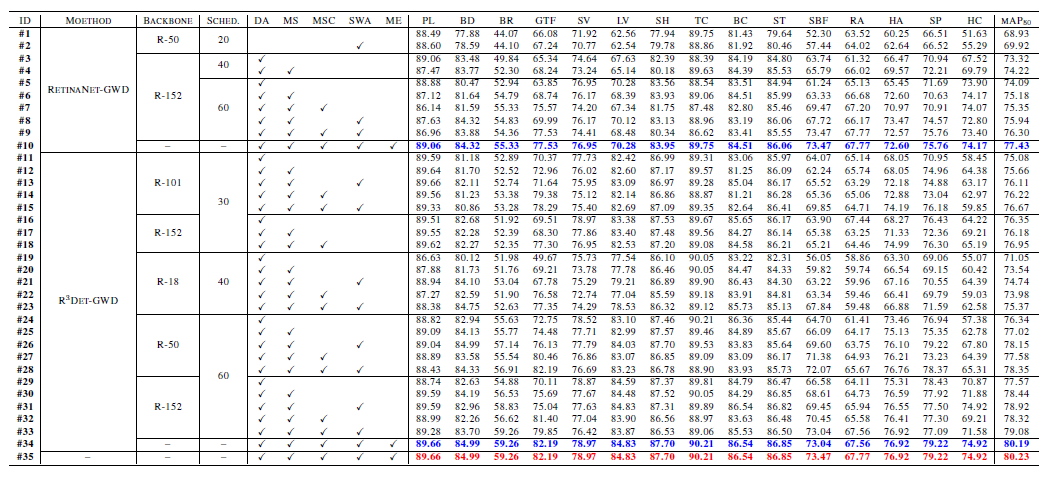 ID MOETHOD BACKBONE SCHED. DA MS MSC SWA ME PL BD BR GTF SV LV SH TC BC ST SBF RA HA SP HC MAP50
#1 88.49 77.88 44.07 66.08 71.92 62.56 77.94 89.75 81.43 79.64 52.30 63.52 60.25 66.51 51.63 68.93
R-50 20
#2 ✓ 88.60 78.59 44.10 67.24 70.77 62.54 79.78 88.86 81.92 80.46 57.44 64.02 62.64 66.52 55.29 69.92
#3 ✓ 89.06 83.48 49.84 65.34 74.64 67.63 82.39 88.39 84.19 84.80 63.74 61.32 66.47 70.94 67.52 73.32
40
#4 ✓ ✓ 87.47 83.77 52.30 68.24 73.24 65.14 80.18 89.63 84.39 85.53 65.79 66.02 69.57 72.21 69.79 74.22
#5 ✓ 88.88 80.47 52.94 63.85 76.95 70.28 83.56 88.54 83.51 84.94 61.24 65.13 65.45 71.69 73.90 74.09
RETINANET-GWD R-152
#6 ✓ ✓ 87.12 81.64 54.79 68.74 76.17 68.39 83.93 89.06 84.51 85.99 63.33 66.68 72.60 70.63 74.17 75.18
#7 ✓ ✓ ✓ 86.14 81.59 55.33 75.57 74.20 67.34 81.75 87.48 82.80 85.46 69.47 67.20 70.97 70.91 74.07 75.35
60
#8 ✓ ✓ ✓ 87.63 84.32 54.83 69.99 76.17 70.12 83.13 88.96 83.19 86.06 67.72 66.17 73.47 74.57 72.80 75.94
#9 ✓ ✓ ✓ ✓ 86.96 83.88 54.36 77.53 74.41 68.48 80.34 86.62 83.41 85.55 73.47 67.77 72.57 75.76 73.40 76.30
#10 – – ✓ ✓ ✓ ✓ ✓ 89.06 84.32 55.33 77.53 76.95 70.28 83.95 89.75 84.51 86.06 73.47 67.77 72.60 75.76 74.17 77.43
#11 ✓ 89.59 81.18 52.89 70.37 77.73 82.42 86.99 89.31 83.06 85.97 64.07 65.14 68.05 70.95 58.45 75.08
#12 ✓ ✓ 89.64 81.70 52.52 72.96 76.02 82.60 87.17 89.57 81.25 86.09 62.24 65.74 68.05 74.96 64.38 75.66
#13 ✓ ✓ ✓ 89.66 82.11 52.74 71.64 75.95 83.09 86.97 89.28 85.04 86.17 65.52 63.29 72.18 74.88 63.17 76.11
R-101
#14 ✓ ✓ ✓ 89.56 81.23 53.38 79.38 75.12 82.14 86.86 88.87 81.21 86.28 65.36 65.06 72.88 73.04 62.97 76.22
#15 ✓ ✓ ✓ ✓ 89.33 80.86 53.28 78.29 75.40 82.69 87.09 89.35 82.64 86.41 69.85 64.71 74.19 76.18 59.85 76.67
30
#16 ✓ 89.51 82.68 51.92 69.51 78.97 83.38 87.53 89.67 85.65 86.17 63.90 67.44 68.27 76.43 64.22 76.35
#17 ✓ ✓ 89.55 82.28 52.39 68.30 77.86 83.40 87.48 89.56 84.27 86.14 65.38 63.25 71.33 72.36 69.21 76.18
R-152
#18 ✓ ✓ ✓ 89.62 82.27 52.35 77.30 76.95 82.53 87.20 89.08 84.58 86.21 65.21 64.46 74.99 76.30 65.19 76.95
#19 ✓ 86.63 80.12 51.98 49.67 75.73 77.54 86.10 90.05 83.22 82.31 56.05 58.86 63.30 69.06 55.07 71.05
#20 ✓ ✓ 87.88 81.73 51.76 69.21 73.78 77.78 86.46 90.05 84.47 84.33 59.82 59.74 66.54 69.15 60.42 73.54
#21 ✓ ✓ ✓ 88.94 84.10 53.04 67.78 75.29 79.21 86.89 89.90 86.43 84.30 63.22 59.96 67.16 70.55 64.39 74.74
R-18 40
#22 ✓ ✓ ✓ 87.27 82.59 51.90 76.58 72.74 77.04 85.59 89.18 83.91 84.81 63.34 59.46 66.41 69.79 59.03 73.98
R3DET-GWD
#23 ✓ ✓ ✓ ✓ 88.38 84.75 52.63 77.35 74.29 78.53 86.32 89.12 85.73 85.13 67.84 59.48 66.88 71.59 62.58 75.37
#24 ✓ 88.82 82.94 55.63 72.75 78.52 83.10 87.46 90.21 86.36 85.44 64.70 61.41 73.46 76.94 57.38 76.34
#25 ✓ ✓ 89.09 84.13 55.77 74.48 77.71 82.99 87.57 89.46 84.89 85.67 66.09 64.17 75.13 75.35 62.78 77.02
#26 ✓ ✓ ✓ 89.04 84.99 57.14 76.13 77.79 84.03 87.70 89.53 83.83 85.64 69.60 63.75 76.10 79.22 67.80 78.15
R-50
#27 ✓ ✓ ✓ 88.89 83.58 55.54 80.46 76.86 83.07 86.85 89.09 83.09 86.17 71.38 64.93 76.21 73.23 64.39 77.58
#28 ✓ ✓ ✓ ✓ 88.43 84.33 56.91 82.19 76.69 83.23 86.78 88.90 83.93 85.73 72.07 65.67 76.76 78.37 65.31 78.35
60
#29 ✓ 88.74 82.63 54.88 70.11 78.87 84.59 87.37 89.81 84.79 86.47 66.58 64.11 75.31 78.43 70.87 77.57
#30 ✓ ✓ 89.59 84.19 56.53 75.69 77.67 84.48 87.52 90.05 84.29 86.85 68.61 64.73 76.59 77.92 71.88 78.44
#31 ✓ ✓ ✓ 89.59 82.96 58.83 75.04 77.63 84.83 87.31 89.89 86.54 86.82 69.45 65.94 76.55 77.50 74.92 78.92
R-152
#32 ✓ ✓ ✓ 88.99 82.26 56.62 81.40 77.04 83.90 86.56 88.97 83.63 86.48 70.45 65.58 76.41 77.30 69.21 78.32
#33 ✓ ✓ ✓ ✓ 89.28 83.70 59.26 79.85 76.42 83.87 86.53 89.06 85.53 86.50 73.04 67.56 76.92 77.09 71.58 79.08
#34 – – ✓ ✓ ✓ ✓ ✓ 89.66 84.99 59.26 82.19 78.97 84.83 87.70 90.21 86.54 86.85 73.04 67.56 76.92 79.22 74.92 80.19
#35 – – – ✓ ✓ ✓ ✓ ✓ 89.66 84.99 59.26 82.19 78.97 84.83 87.70 90.21 86.54 86.85 73.47 67.77 76.92 79.22 74.92 80.23